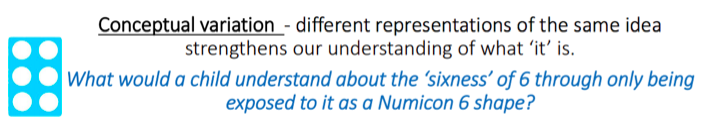 Conceptual variation - different representations of the same idea
strengthens our understanding of what ‘it’ is.
What would a child understand about the ‘sixness’ of 6 through only being
exposed to it as a Numicon 6 shape?